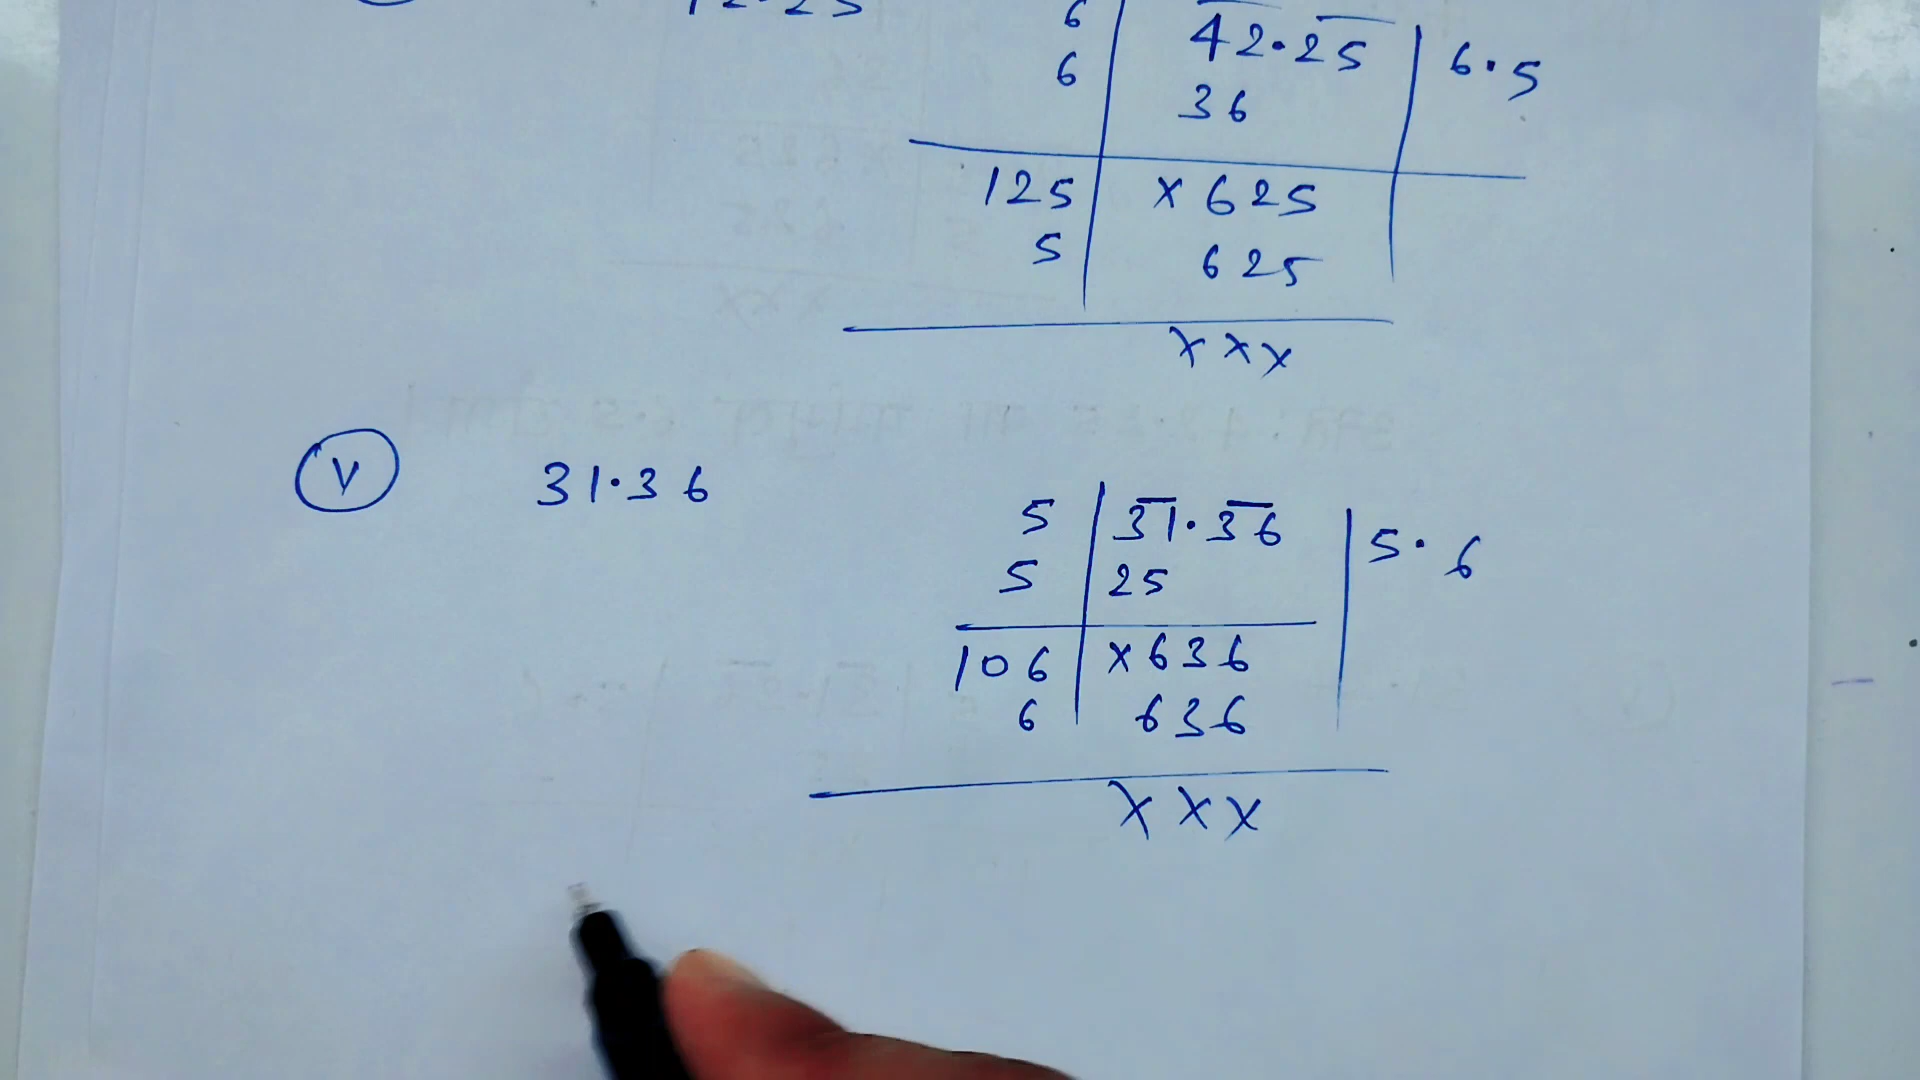 6 | 42.25 | 6.5
6 | 36
125 | x625
5 | 625
xxx
(v) 31.36
5 | 31.36 | 5.6
5 | 25
106 | x636
6 | 636
xxx